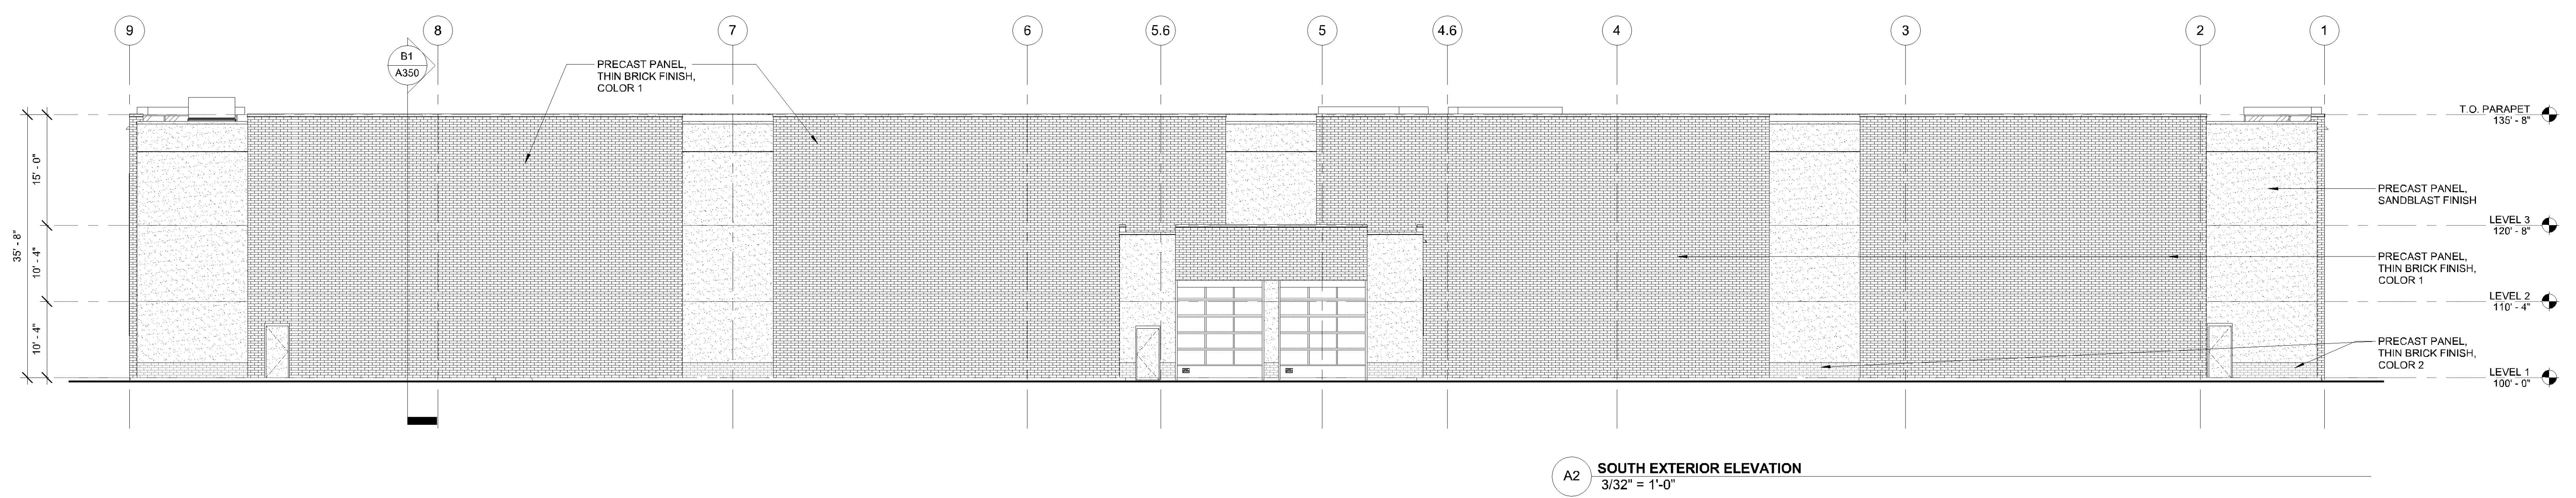 9
8
7
6
5.6
5
4.6
4
3
2
1
B1
A350
PRECAST PANEL,
THIN BRICK FINISH,
COLOR 1
T.O. PARAPET
135' - 8"
15' - 0"
PRECAST PANEL,
SANDBLAST FINISH
LEVEL 3
120' - 8"
35' - 8"
10' - 4"
PRECAST PANEL,
THIN BRICK FINISH,
COLOR 1
LEVEL 2
110' - 4"
10' - 4"
PRECAST PANEL,
THIN BRICK FINISH,
COLOR 2
LEVEL 1
100' - 0"
A2
SOUTH EXTERIOR ELEVATION
3/32" = 1'-0"